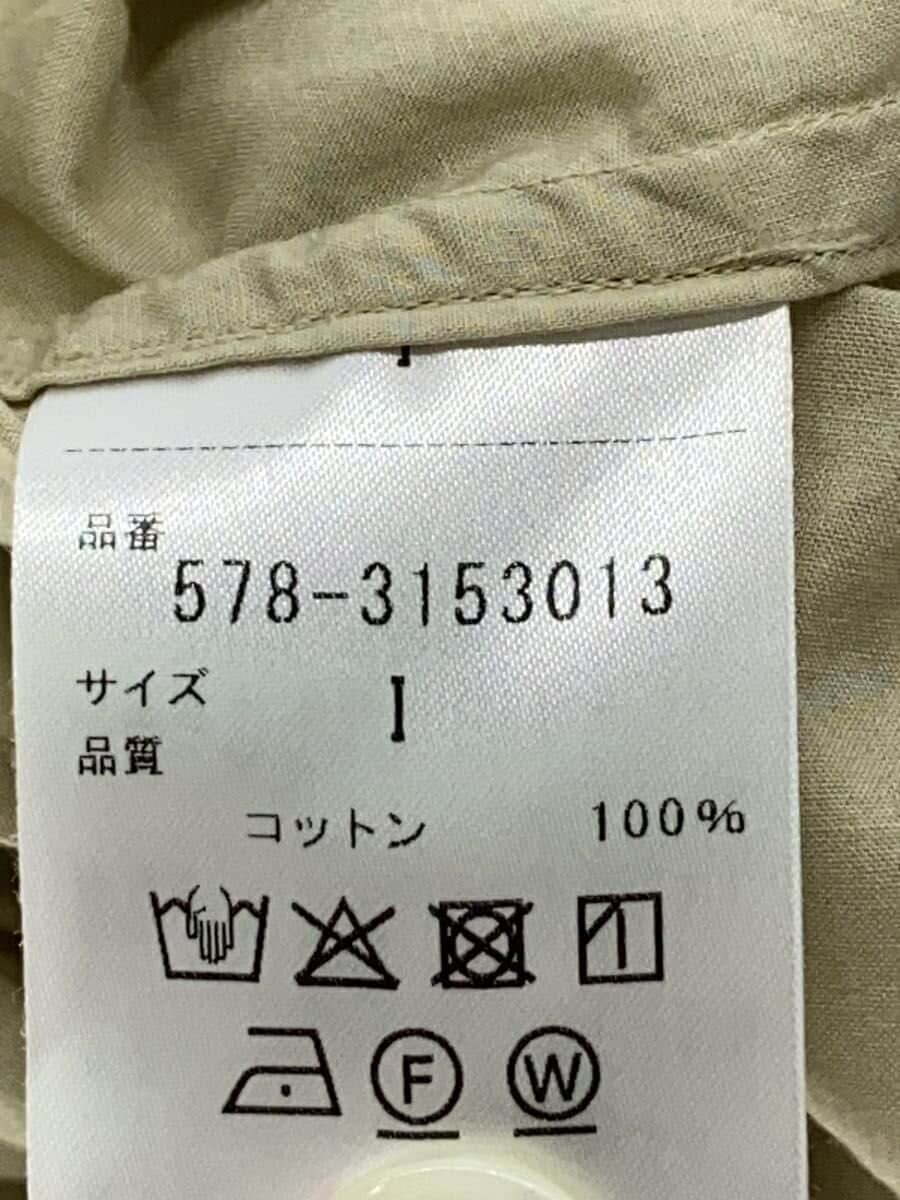 I
品番
578-3153013
サイズ I
品質
コットン 100%
F W